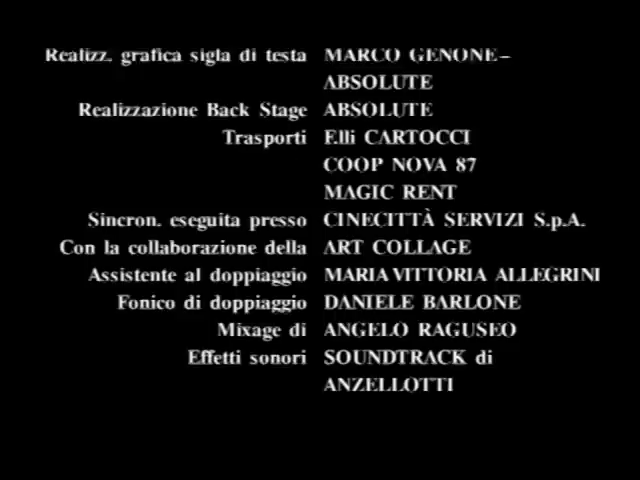 Realizz. grafica sigla di testa MARCO GENONE–
ABSOLUTE
Realizzazione Back Stage ABSOLUTE
Trasporti F.lli CARTOCCI
COOP NOVA 87
MAGIC RENT
Sincron. eseguita presso CINECITTÀ SERVIZI S.p.A.
Con la collaborazione della ART COLLAGE
Assistente al doppiaggio MARIA VITTORIA ALLEGRINI
Fonico di doppiaggio DANIELE BARLONE
Mixage di ANGELO RAGUSEO
Effetti sonori SOUNDTRACK di
ANZELLOTTI